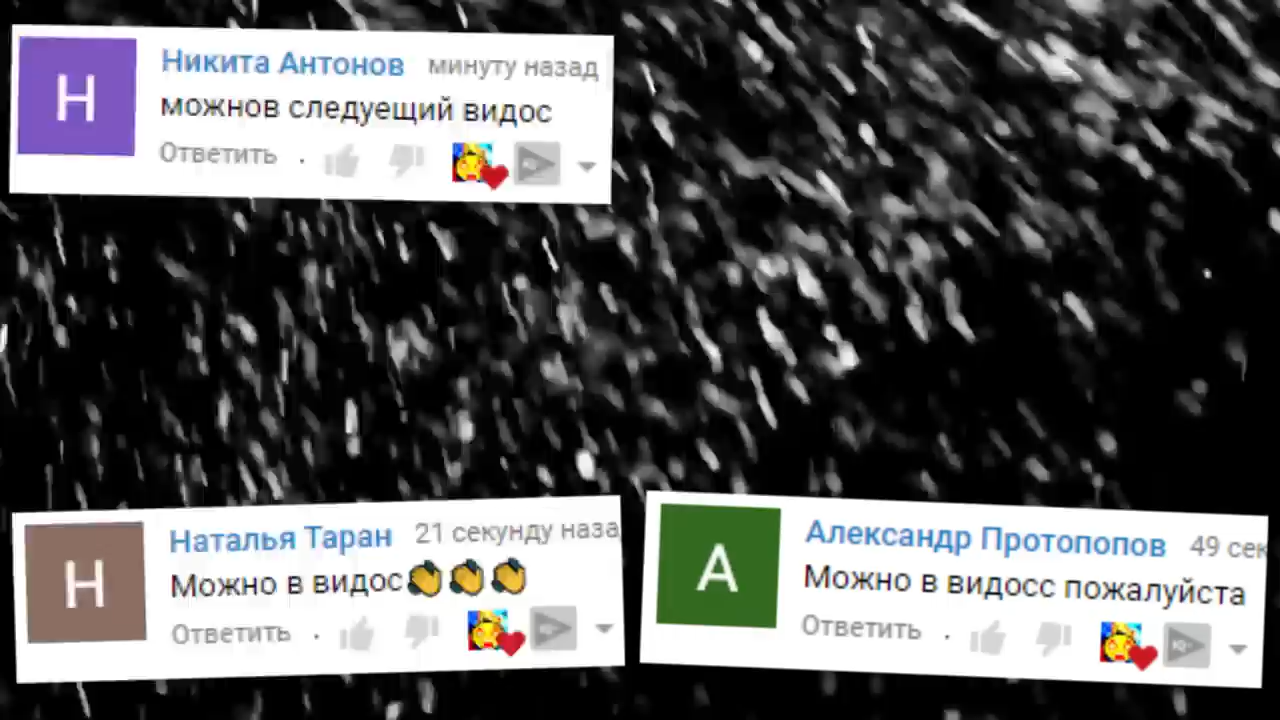 Н
Никита Антонов минуту назад
можнов следуещий видос
Ответить
Н
Наталья Таран 21 секунду наза
Можно в видос
Ответить
А
Александр Протопопов 49 сек
Можно в видосс пожалуйста
Ответить